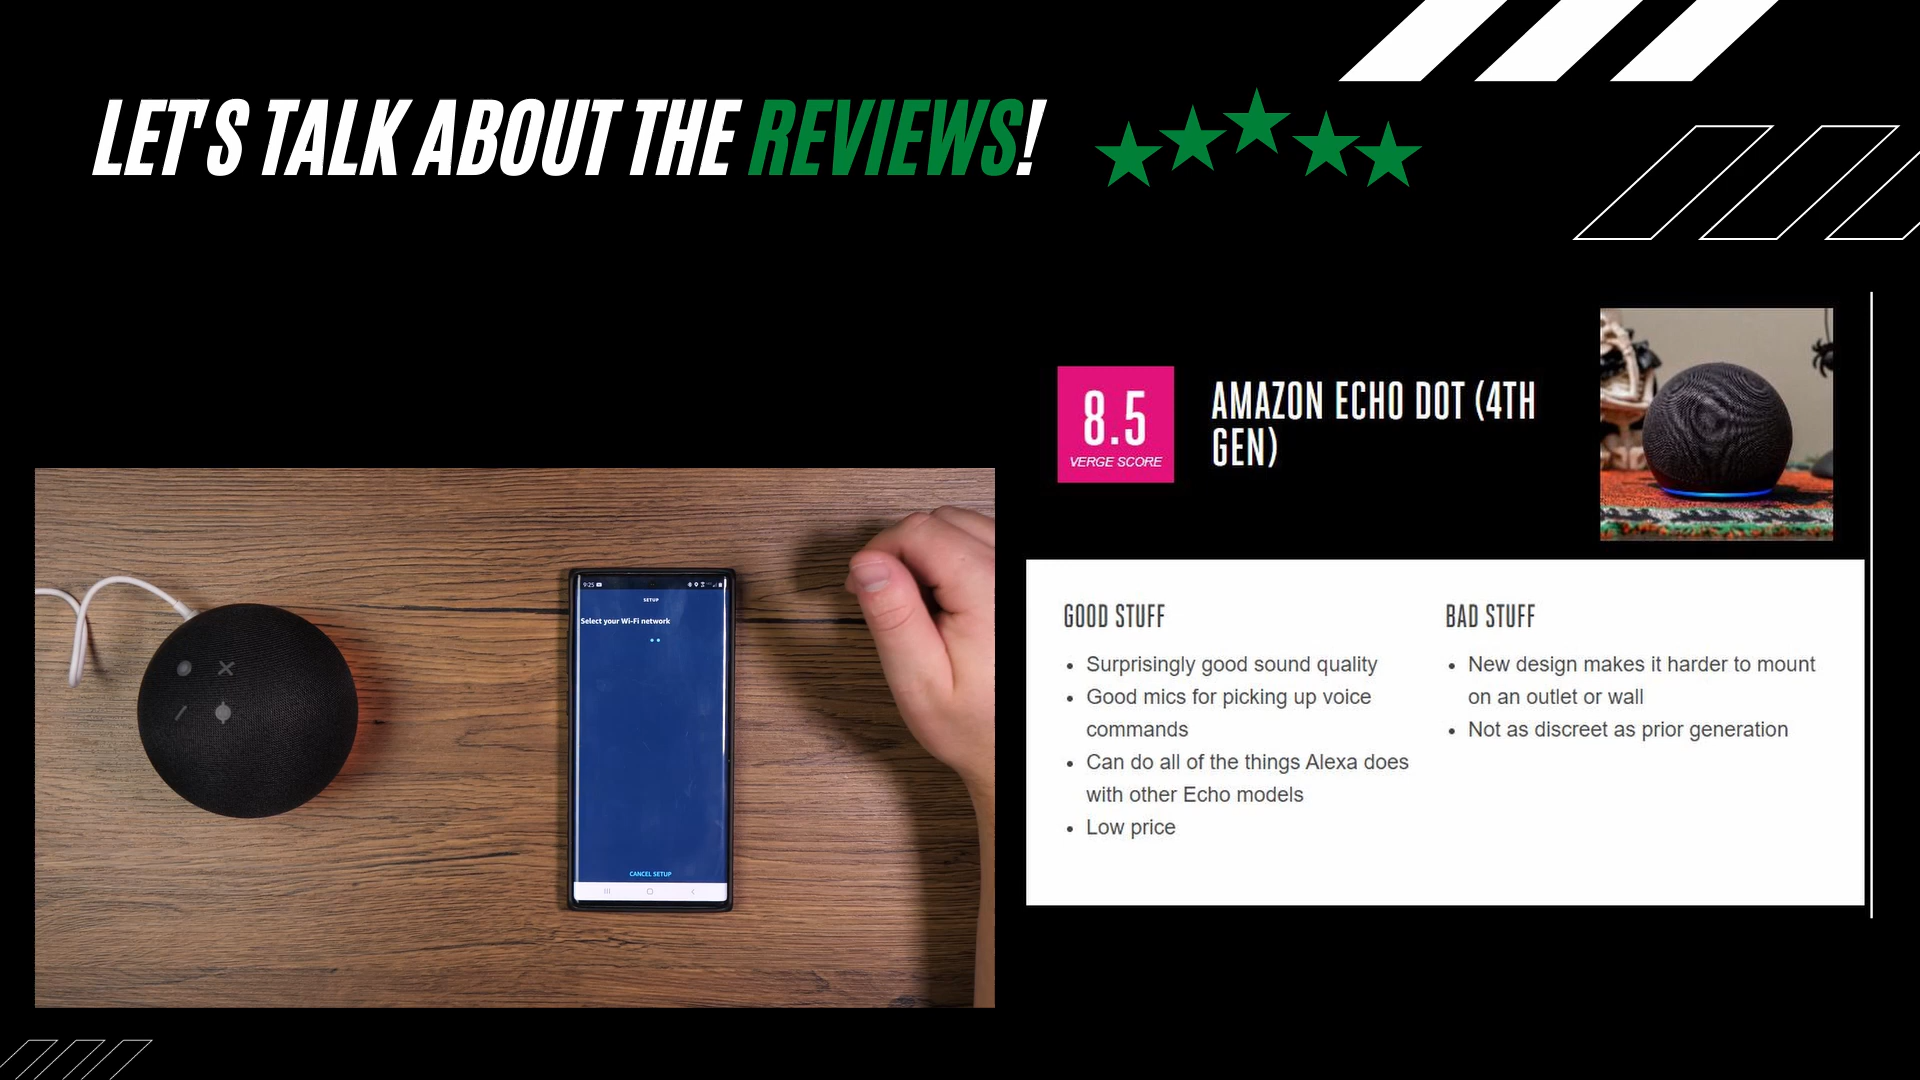 LET'S TALK ABOUT THE REVIEWS!
8.5
VERGE SCORE
AMAZON ECHO DOT (4TH
GEN)
9:25
SETUP
Select your Wi-Fi network
CANCEL SETUP
GOOD STUFF
Surprisingly good sound quality
Good mics for picking up voice
commands
Can do all of the things Alexa does
with other Echo models
Low price
BAD STUFF
New design makes it harder to mount
on an outlet or wall
Not as discreet as prior generation